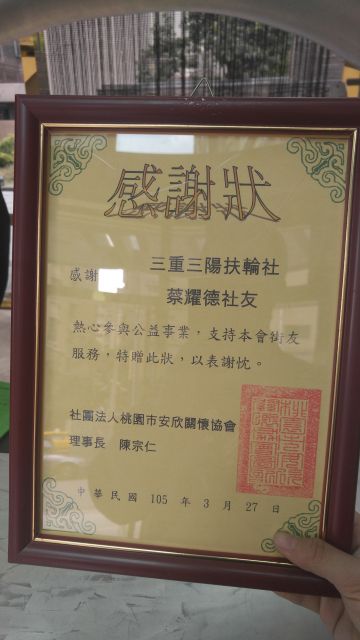 感謝狀
感謝 三重三陽扶輪社
蔡耀德社友
熱心參與公益事業，支持本會街友
服務，特贈此狀，以表謝忱。
社團法人桃園市安欣關懷協會
理事長 陳宗仁
中華民國 105 年 3 月 27 日